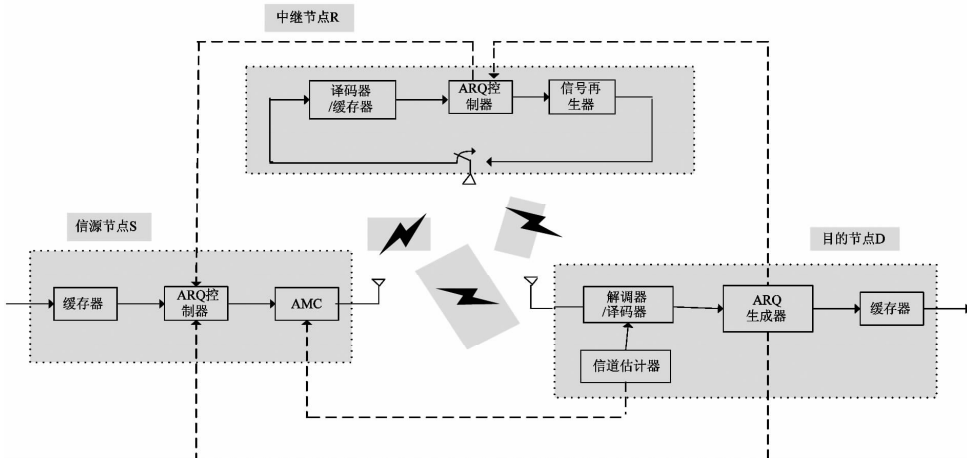 中继节点R
译码器
/缓存器
ARQ控
制器
信号再
生器
信源节点S
缓存器
ARQ控
制器
AMC
目的节点D
解调器
/译码器
ARQ
生成器
缓存器
信道估计器